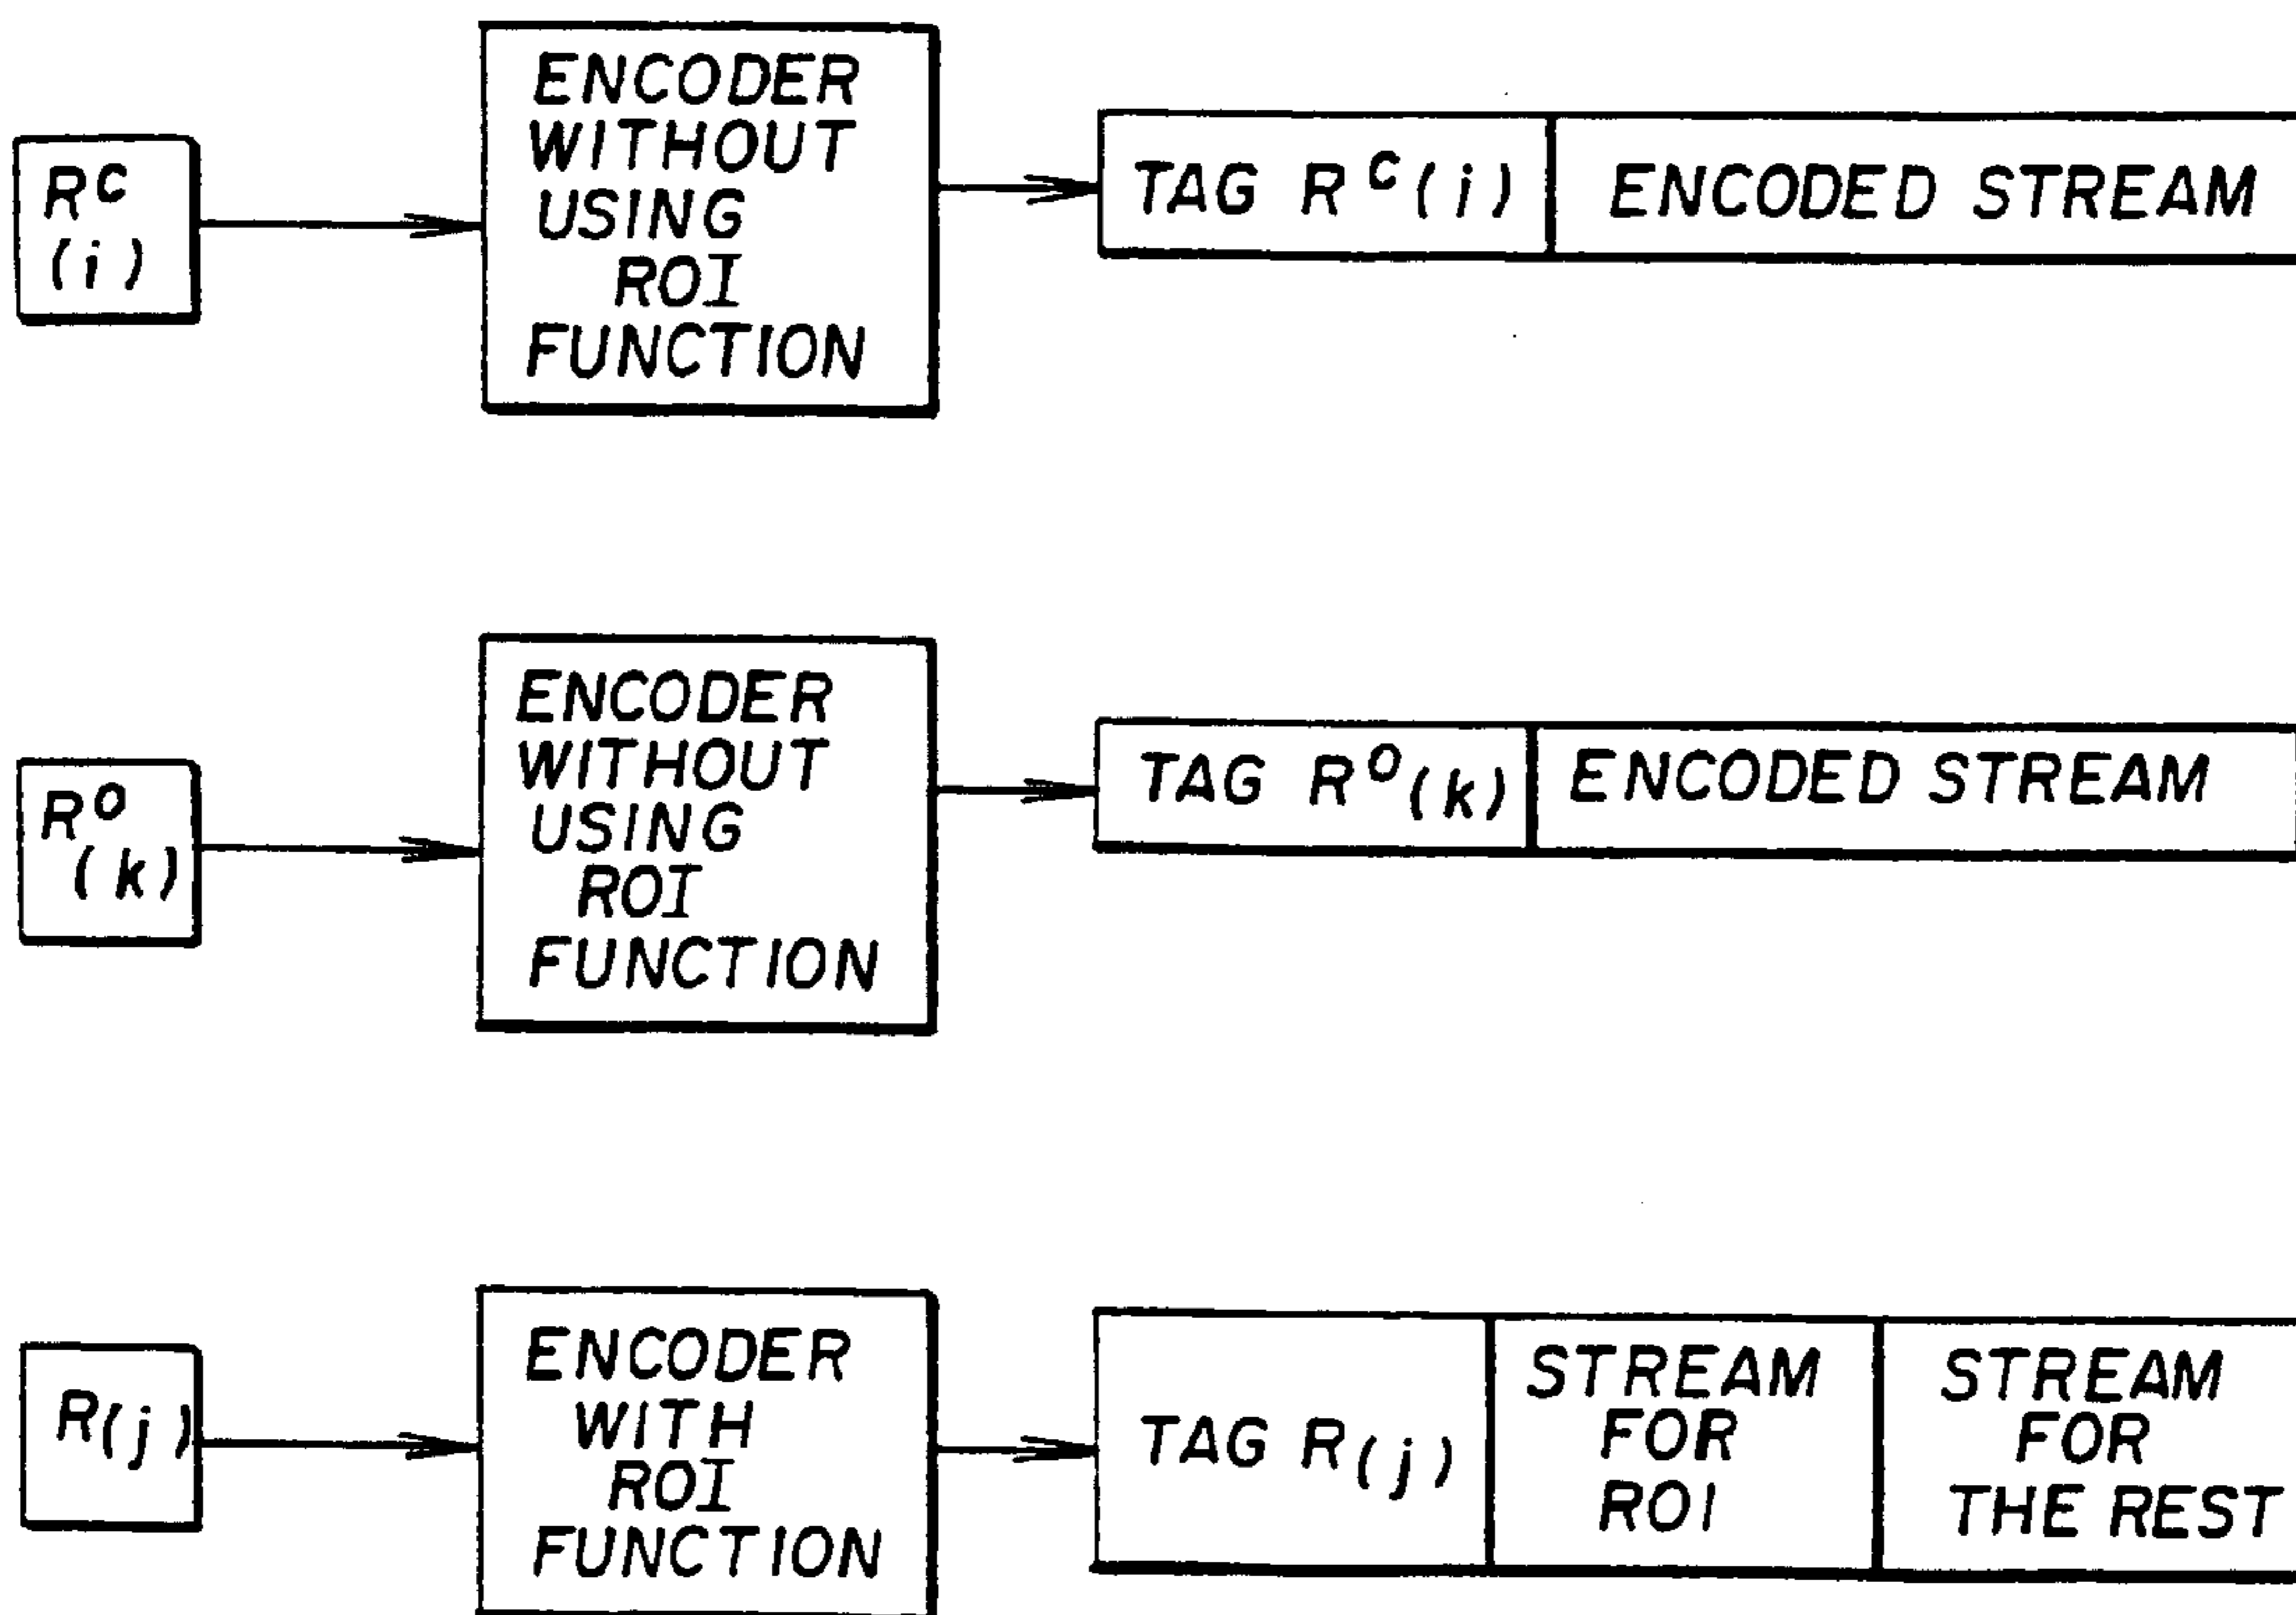 R^C
(i)
ENCODER
WITHOUT
USING
ROI
FUNCTION
TAG R^C(i)
ENCODED STREAM
R^O
(k)
ENCODER
WITHOUT
USING
ROI
FUNCTION
TAG R^O(k)
ENCODED STREAM
R(j)
ENCODER
WITH
ROI
FUNCTION
TAG R(j)
STREAM
FOR
ROI
STREAM
FOR
THE REST